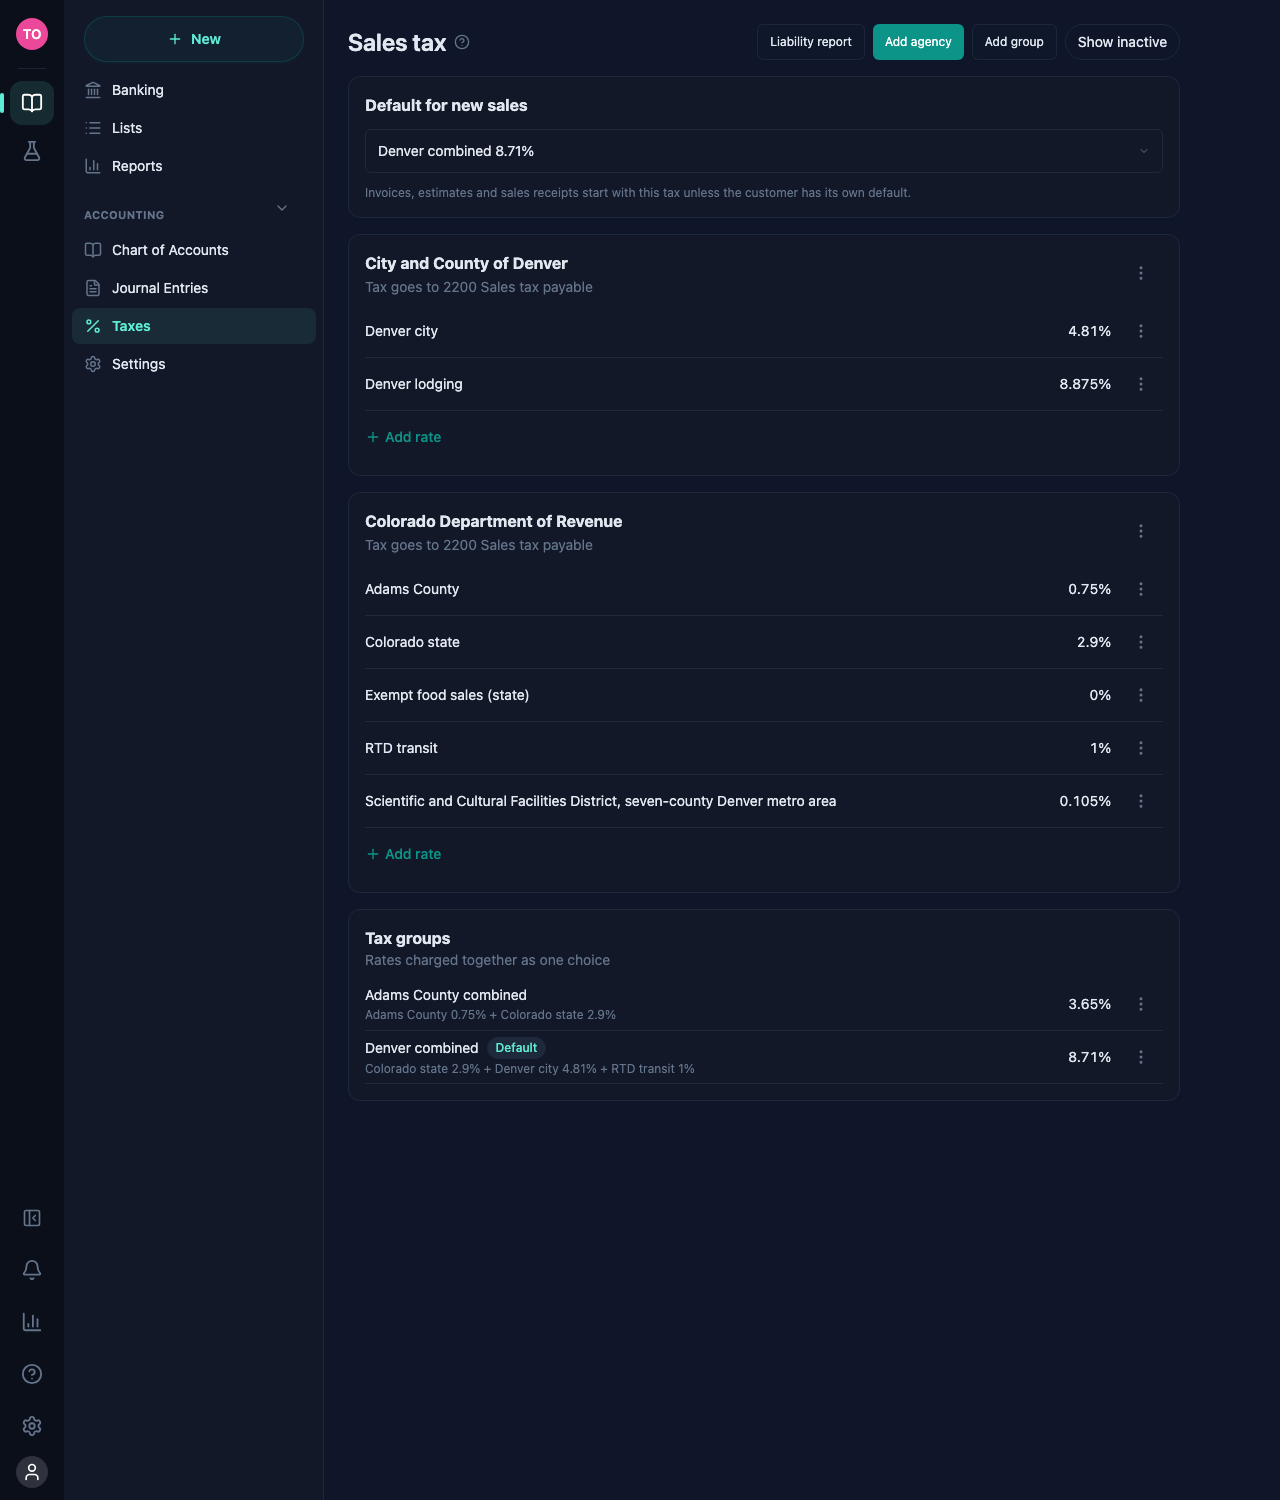 TO
New
Banking
Lists
Reports
ACCOUNTING
Chart of Accounts
Journal Entries
Taxes
Settings
Sales tax
Liability report
Add agency
Add group
Show inactive
Default for new sales
Denver combined 8.71%
Invoices, estimates and sales receipts start with this tax unless the customer has its own default.
City and County of Denver
Tax goes to 2200 Sales tax payable
Denver city 4.81%
Denver lodging 8.875%
Add rate
Colorado Department of Revenue
Tax goes to 2200 Sales tax payable
Adams County 0.75%
Colorado state 2.9%
Exempt food sales (state) 0%
RTD transit 1%
Scientific and Cultural Facilities District, seven-county Denver metro area 0.105%
Add rate
Tax groups
Rates charged together as one choice
Adams County combined 3.65%
Adams County 0.75% + Colorado state 2.9%
Denver combined Default 8.71%
Colorado state 2.9% + Denver city 4.81% + RTD transit 1%